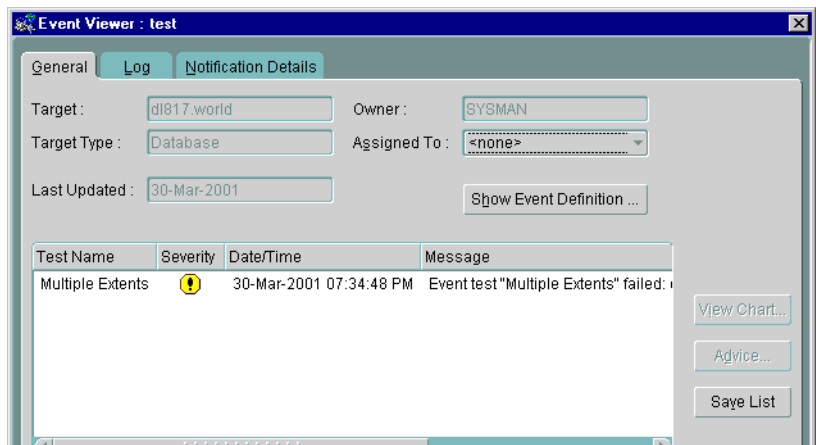 Event Viewer : test
General Log Notification Details
Target : dl817.world Owner : SYSMAN
Target Type : Database Assigned To : <none>
Last Updated : 30-Mar-2001 Show Event Definition ...
Test Name Severity Date/Time Message
Multiple Extents 30-Mar-2001 07:34:48 PM Event test "Multiple Extents" failed:
View Chart...
Advice...
Save List